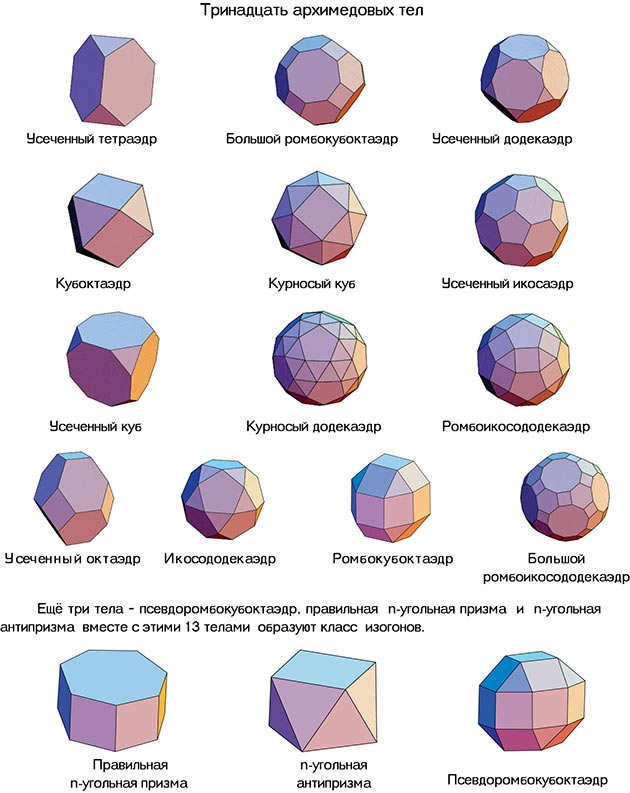 Тринадцать архимедовых тел
Усеченный тетраэдр
Большой ромбокубоктаэдр
Усеченный додекаэдр
Кубоктаэдр
Курносый куб
Усеченный икосаэдр
Усеченный куб
Курносый додекаэдр
Ромбоикосододекаэдр
Усеченный октаэдр
Икосододекаэдр
Ромбокубоктаэдр
Большой
ромбоикосододекаэдр
Ещё три тела - псевдоромбокубоктаэдр, правильная n-угольная призма и n-угольная
антипризма вместе с этими 13 телами образуют класс изогонов.
Правильная
n-угольная призма
n-угольная
антипризма
Псевдоромбокубоктаэдр